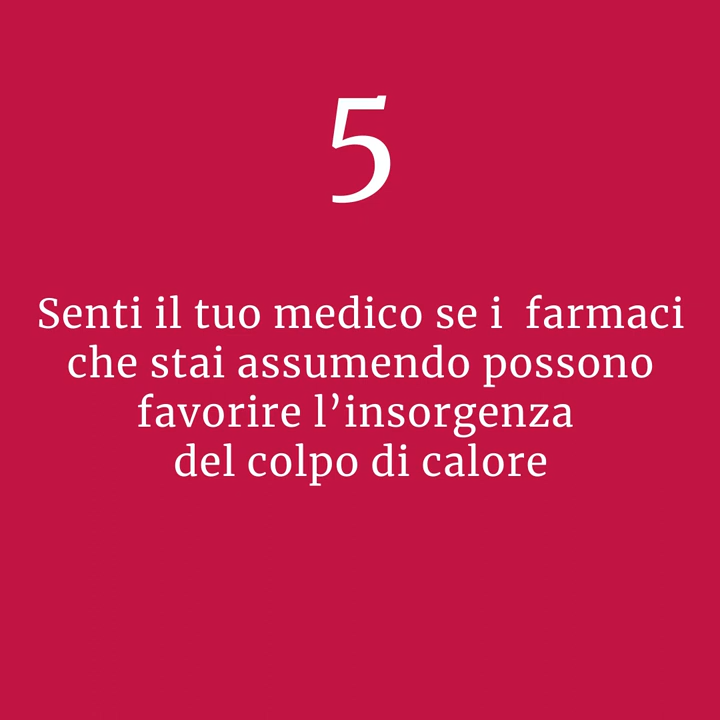 5
Senti il tuo medico se i  farmaci
che stai assumendo possono
favorire l’insorgenza
del colpo di calore